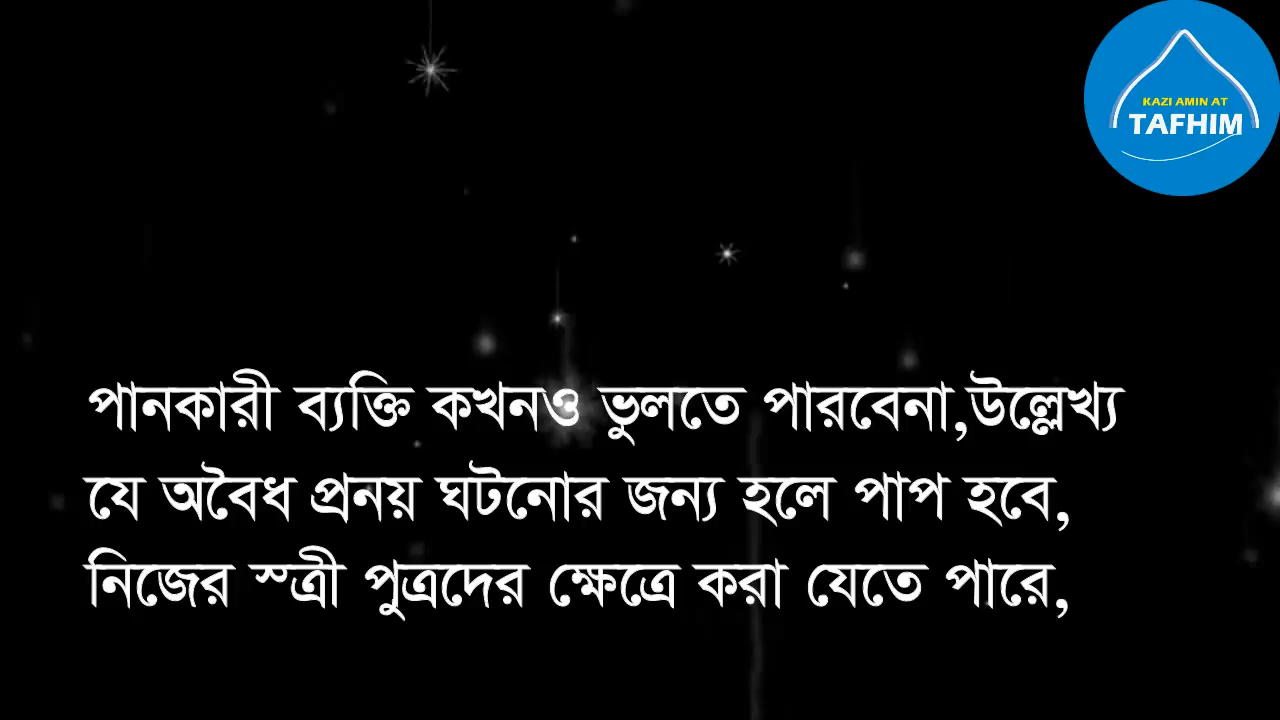 KAZI AMIN AT
TAFHIM
পানকারী ব্যক্তি কখনও ভুলতে পারবেনা,উল্লেখ্য
যে অবৈধ প্রনয় ঘটনোর জন্য হলে পাপ হবে,
নিজের স্ত্রী পুত্রদের ক্ষেত্রে করা যেতে পারে,